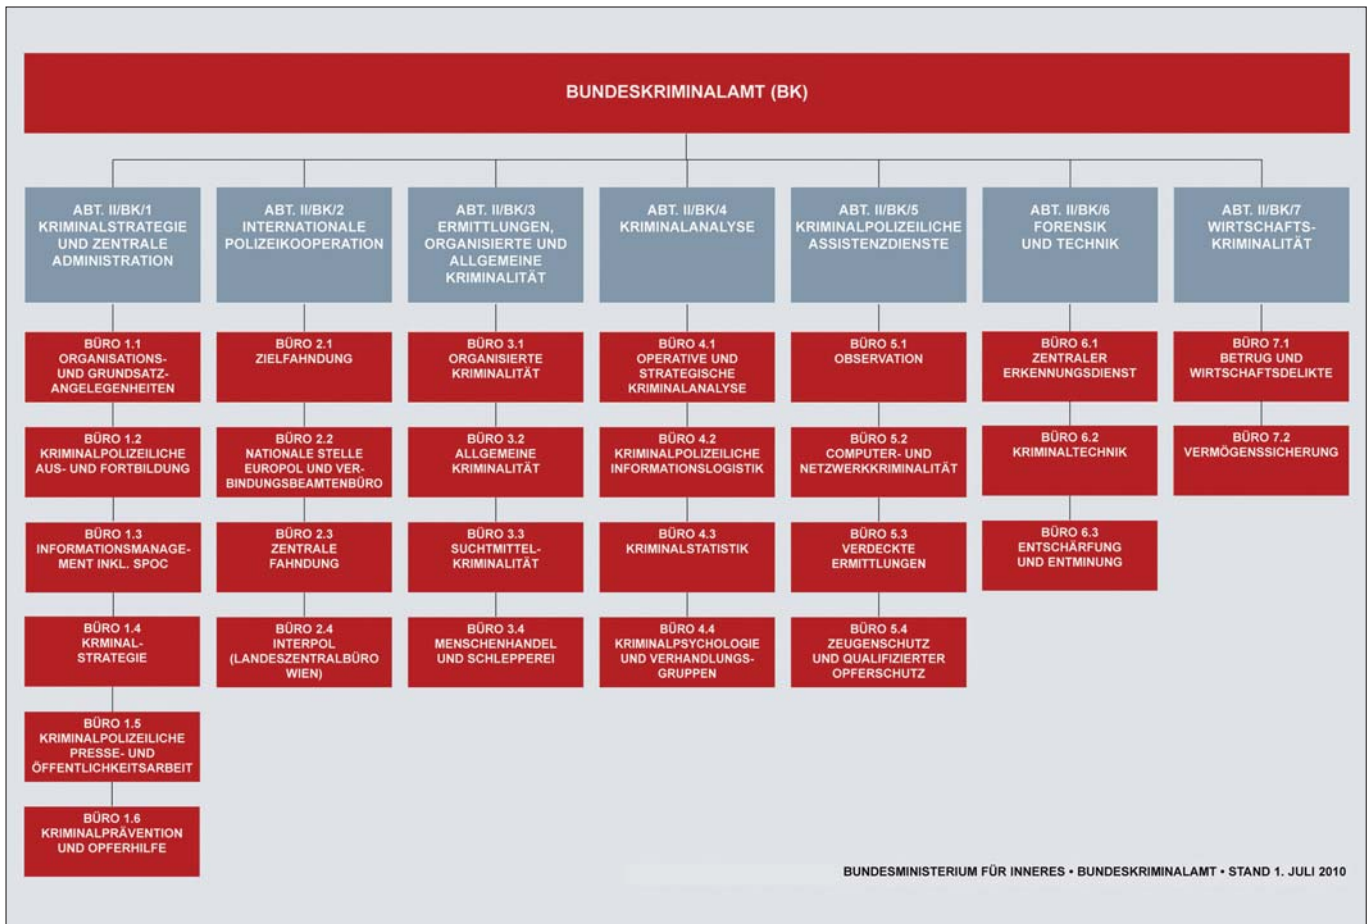 BUNDESKRIMINALAMT (BK)
ABT. II/BK/1
KRIMINALSTRATEGIE
UND ZENTRALE
ADMINISTRATION
ABT. II/BK/2
INTERNATIONALE
POLIZEIKOOPERATION
ABT. II/BK/3
ERMITTLUNGEN,
ORGANISIERTE UND
ALLGEMEINE
KRIMINALITÄT
ABT. II/BK/4
KRIMINALANALYSE
ABT. II/BK/5
KRIMINALPOLIZEILICHE
ASSISTENZDIENSTE
ABT. II/BK/6
FORENSIK
UND TECHNIK
ABT. II/BK/7
WIRTSCHAFTS-
KRIMINALITÄT
BÜRO 1.1
ORGANISATIONS-
UND GRUNDSATZ-
ANGELEGENHEITEN
BÜRO 2.1
ZIELFAHNDUNG
BÜRO 3.1
ORGANISIERTE
KRIMINALITÄT
BÜRO 4.1
OPERATIVE UND
STRATEGISCHE
KRIMINALANALYSE
BÜRO 5.1
OBSERVATION
BÜRO 6.1
ZENTRALER
ERKENNUNGSDIENST
BÜRO 7.1
BETRUG UND
WIRTSCHAFTSDELIKTE
BÜRO 1.2
KRIMINALPOLIZEILICHE
AUS- UND FORTBILDUNG
BÜRO 2.2
NATIONALE STELLE
EUROPOL UND VER-
BINDUNGSBEAMTENBÜRO
BÜRO 3.2
ALLGEMEINE
KRIMINALITÄT
BÜRO 4.2
KRIMINALPOLIZEILICHE
INFORMATIONSLOGISTIK
BÜRO 5.2
COMPUTER- UND
NETZWERKKRIMINALITÄT
BÜRO 6.2
KRIMINALTECHNIK
BÜRO 7.2
VERMÖGENSSICHERUNG
BÜRO 1.3
INFORMATIONSMANAGE-
MENT INKL. SPOC
BÜRO 2.3
ZENTRALE
FAHNDUNG
BÜRO 3.3
SUCHTMITTEL-
KRIMINALITÄT
BÜRO 4.3
KRIMINALSTATISTIK
BÜRO 5.3
VERDECKTE
ERMITTLUNGEN
BÜRO 6.3
ENTSCHÄRFUNG
UND ENTMINUNG
BÜRO 1.4
KRMINAL-
STRATEGIE
BÜRO 2.4
INTERPOL
(LANDESZENTRALBÜRO
WIEN)
BÜRO 3.4
MENSCHENHANDEL
UND SCHLEPPEREI
BÜRO 4.4
KRIMINALPSYCHOLOGIE
UND VERHANDLUNGS-
GRUPPEN
BÜRO 5.4
ZEUGENSCHUTZ
UND QUALIFIZIERTER
OPFERSCHUTZ
BÜRO 1.5
KRIMINALPOLIZEILICHE
PRESSE- UND
ÖFFENTLICHKEITSARBEIT
BÜRO 1.6
KRIMINALPRÄVENTION
UND OPFERHILFE
BUNDESMINISTERIUM FÜR INNERES • BUNDESKRIMINALAMT • STAND 1. JULI 2010